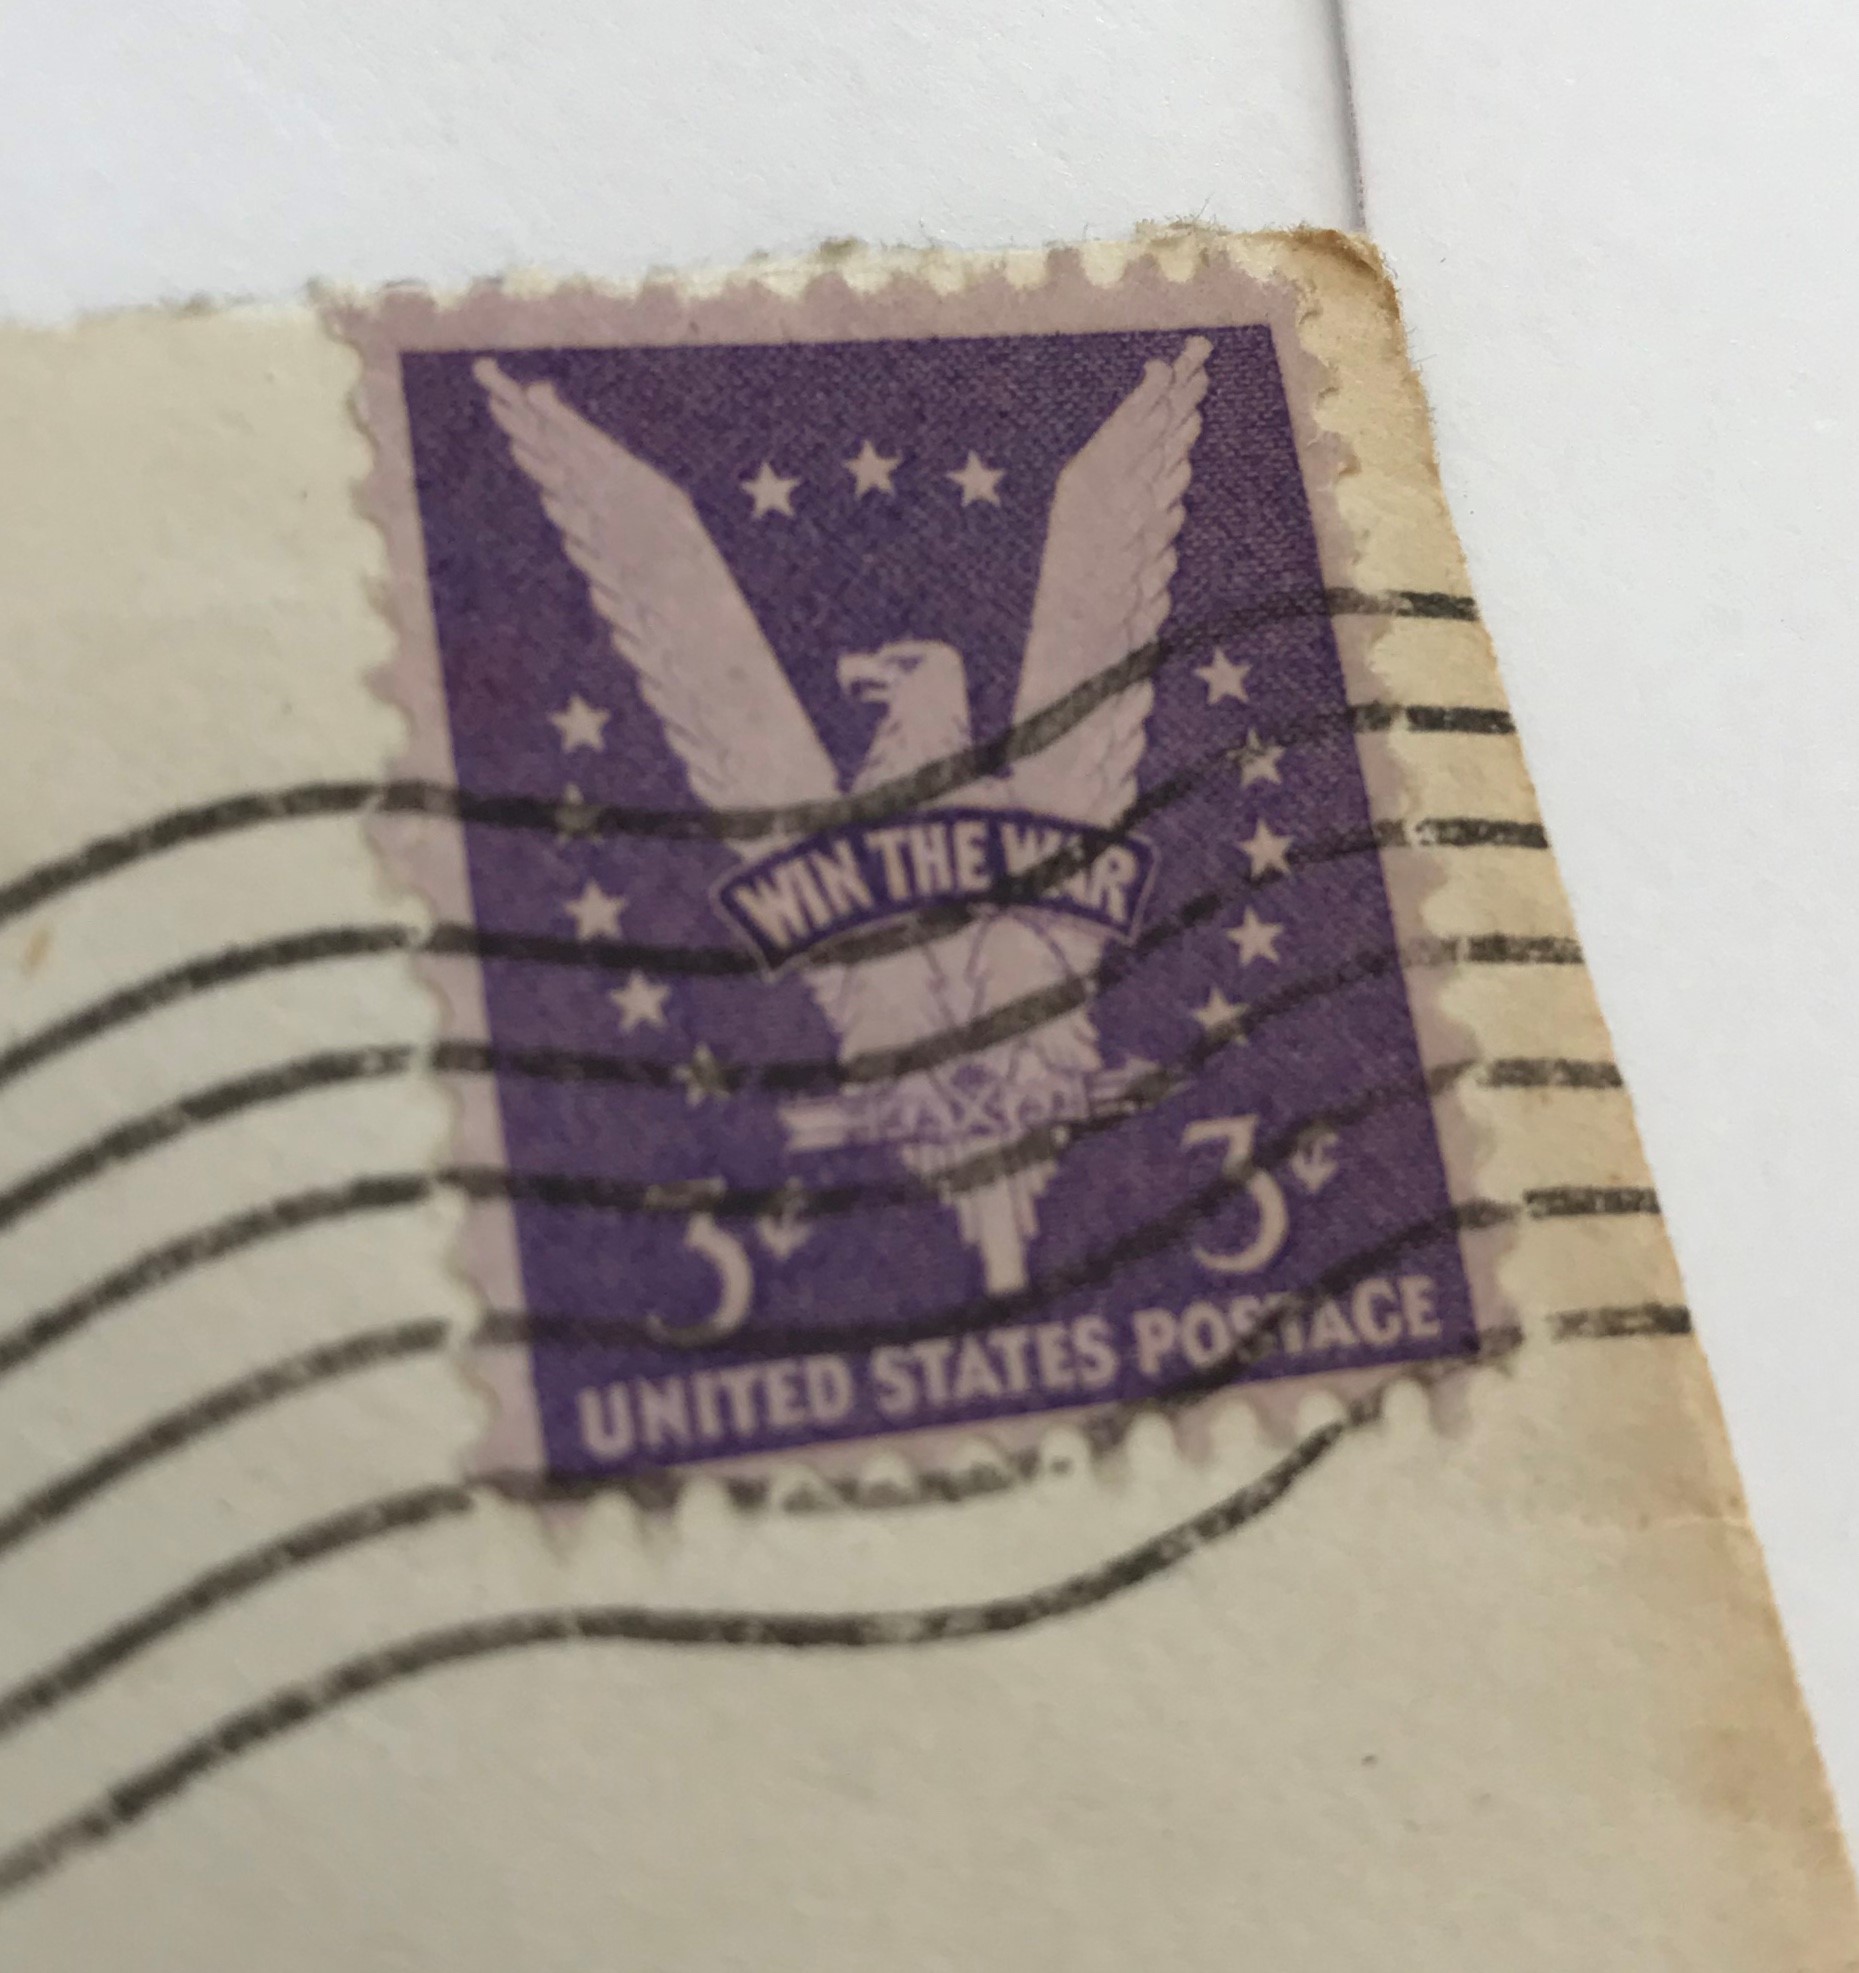 WIN THE WAR
3¢ 3¢
UNITED STATES POSTAGE